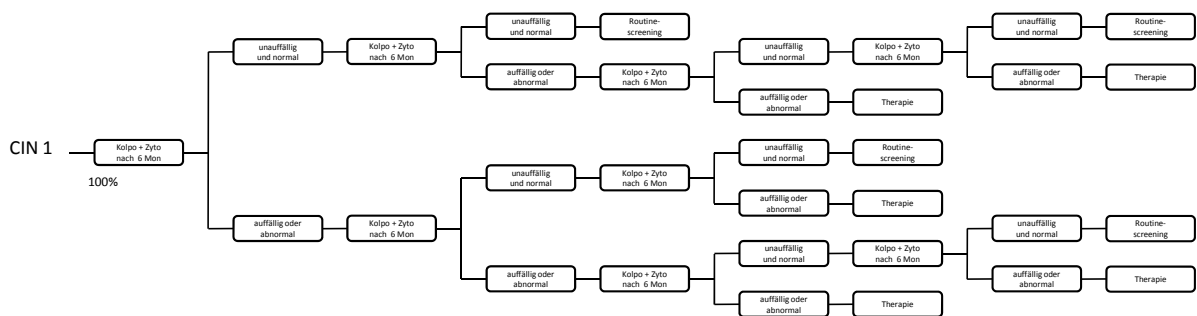 unauffällig
und normal
Routine-
screening
unauffällig
und normal
Routine-
screening
unauffällig
und normal
Kolpo + Zyto
nach 6 Mon
unauffällig
und normal
Kolpo + Zyto
nach 6 Mon
auffällig oder
abnormal
Kolpo + Zyto
nach 6 Mon
auffällig oder
abnormal
Therapie
auffällig oder
abnormal
Therapie
CIN 1
Kolpo + Zyto
nach 6 Mon
100%
unauffällig
und normal
Routine-
screening
unauffällig
und normal
Kolpo + Zyto
nach 6 Mon
auffällig oder
abnormal
Therapie
auffällig oder
abnormal
Kolpo + Zyto
nach 6 Mon
unauffällig
und normal
Routine-
screening
unauffällig
und normal
Kolpo + Zyto
nach 6 Mon
auffällig oder
abnormal
Kolpo + Zyto
nach 6 Mon
auffällig oder
abnormal
Therapie
auffällig oder
abnormal
Therapie